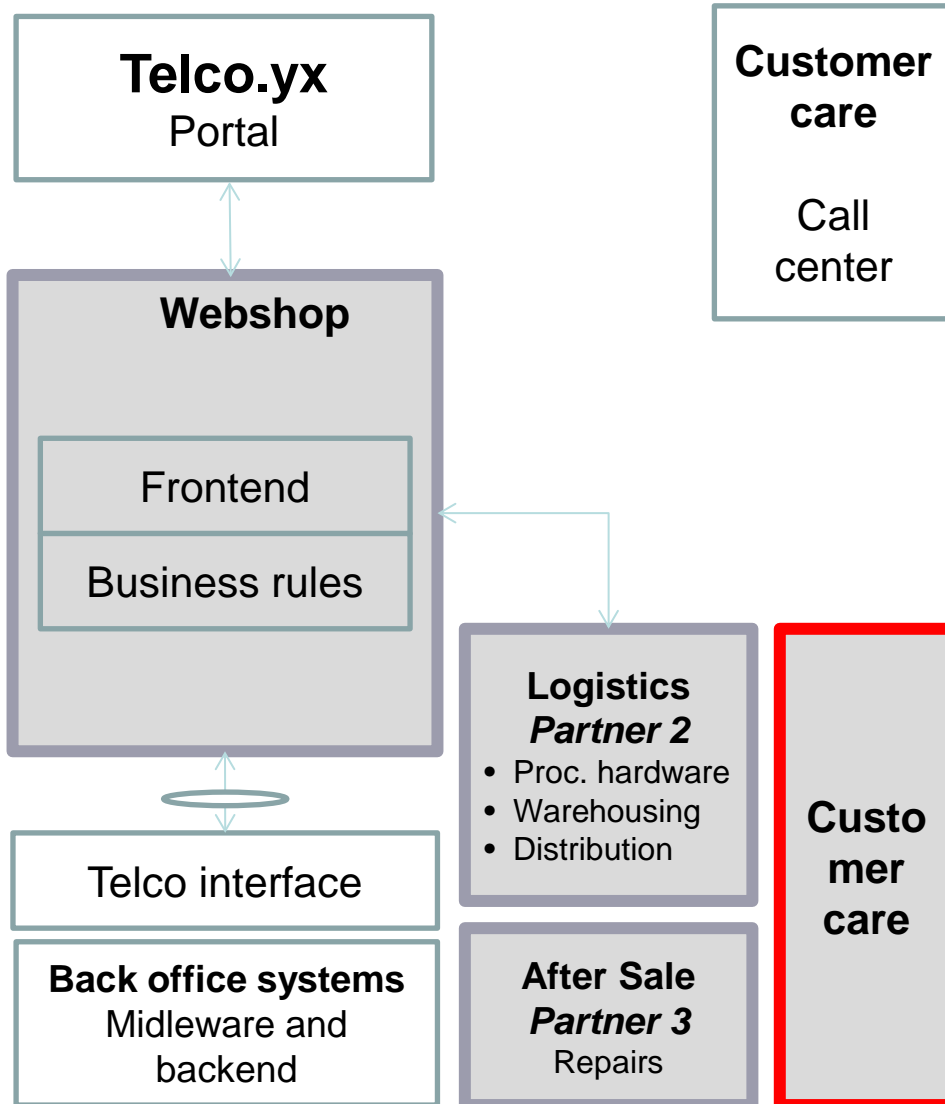 Telco.yx
Portal
Customer
care
Call
center
Webshop
Frontend
Business rules
Logistics
Partner 2
• Proc. hardware
• Warehousing
• Distribution
Custo
mer
care
Telco interface
Back office systems
Midleware and
backend
After Sale
Partner 3
Repairs